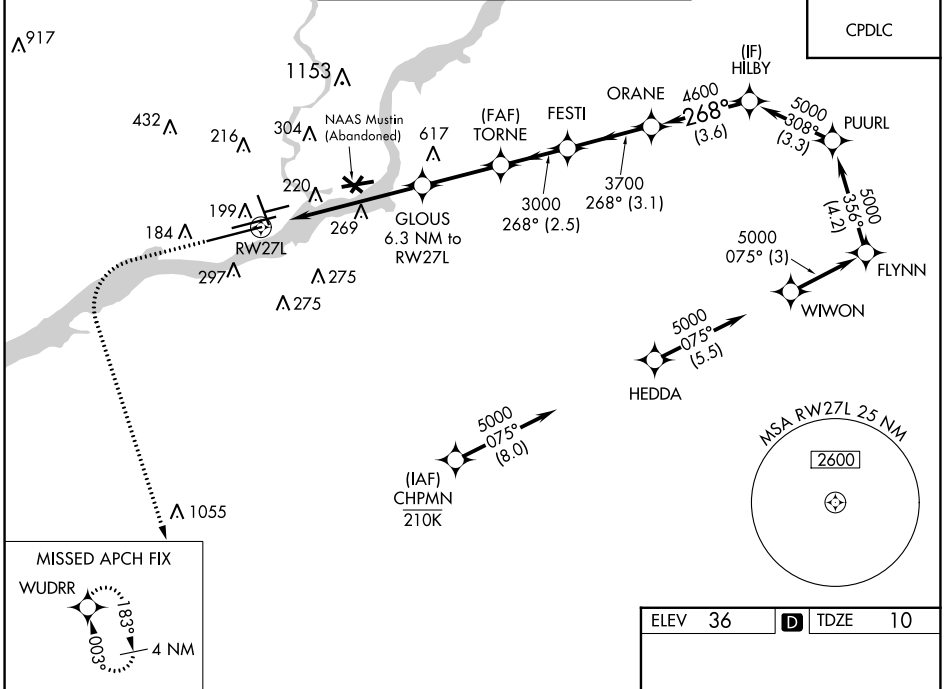 CPDLC
917
1153
432
216
304
NAAS Mustin
(Abandoned)
617
220
199
184
269
297
275
275
RW27L
GLOUS
6.3 NM to
RW27L
(FAF)
TORNE
FESTI
ORANE
(IF)
HILBY
4600
268°
(3.6)
3700
268° (3.1)
3000
268° (2.5)
5000
308°
(3.3)
PUURL
5000
356°
(4.2)
FLYNN
5000
075° (3)
WIWON
5000
075°
(5.5)
HEDDA
5000
075°
(8.0)
(IAF)
CHPMN
210K
1055
MSA RW27L 25 NM
2600
MISSED APCH FIX
WUDRR
183°
003°
4 NM
ELEV 36 D TDZE 10